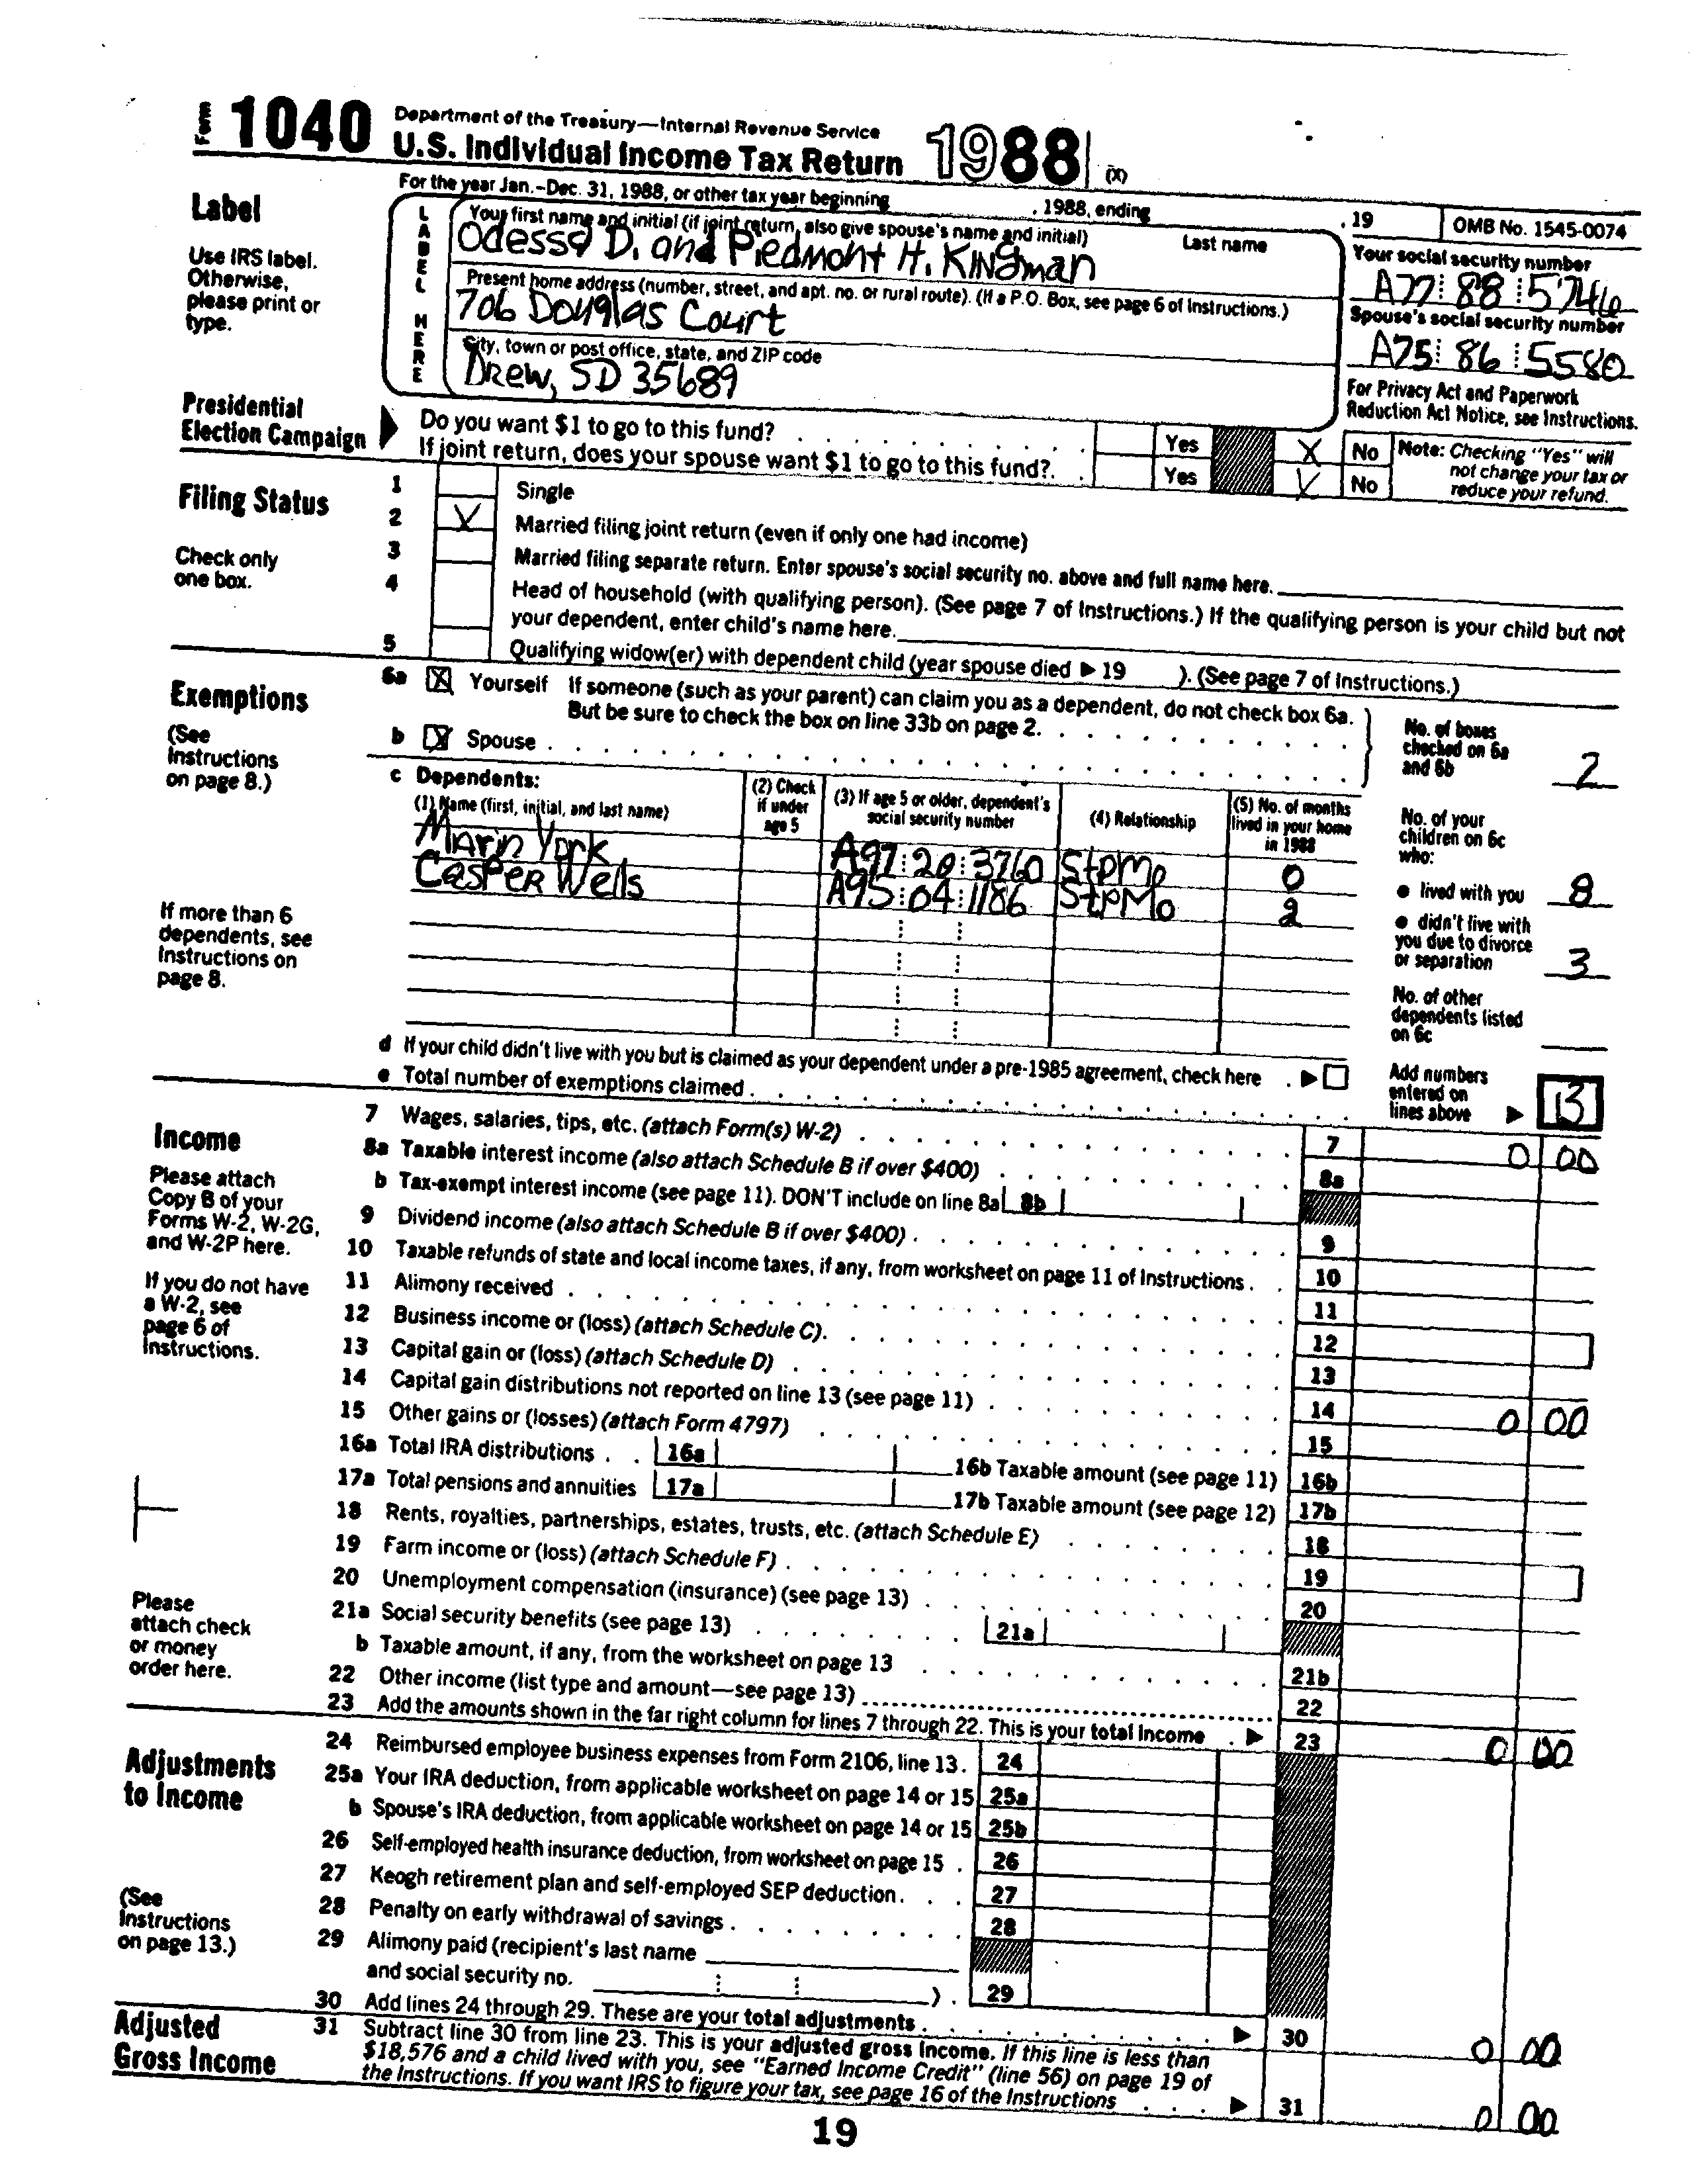 Form 1040 Department of the Treasury—Internal Revenue Service
U.S. Individual Income Tax Return 1988 (X)
For the year Jan.–Dec. 31, 1988, or other tax year beginning , 1988, ending , 19 OMB No. 1545-0074
Label
Use IRS label.
Otherwise,
please print or
type.
LABEL HERE
Your first name and initial (if joint return, also give spouse's name and initial) Last name
Odessa D. and Piedmont H. Kingman
Present home address (number, street, and apt. no. or rural route). (If a P.O. Box, see page 6 of Instructions.)
706 Douglas Court
City, town or post office, state, and ZIP code
Drew, SD 35689
Your social security number
A77 88 5746
Spouse's social security number
A75 86 5580
For Privacy Act and Paperwork
Reduction Act Notice, see Instructions.
Presidential
Election Campaign
Do you want $1 to go to this fund? Yes X No
If joint return, does your spouse want $1 to go to this fund? Yes X No
Note: Checking "Yes" will
not change your tax or
reduce your refund.
Filing Status
Check only
one box.
1 Single
2 X Married filing joint return (even if only one had income)
3 Married filing separate return. Enter spouse's social security no. above and full name here.
4 Head of household (with qualifying person). (See page 7 of Instructions.) If the qualifying person is your child but not
your dependent, enter child's name here.
5 Qualifying widow(er) with dependent child (year spouse died ▶ 19 ). (See page 7 of Instructions.)
Exemptions
(See
Instructions
on page 8.)
6a X Yourself If someone (such as your parent) can claim you as a dependent, do not check box 6a.
But be sure to check the box on line 33b on page 2.
b X Spouse
No. of boxes
checked on 6a
and 6b 2
c Dependents:
(1) Name (first, initial, and last name)
(2) Check
if under
age 5
(3) If age 5 or older, dependent's
social security number
(4) Relationship
(5) No. of months
lived in your home
in 1988
Marin York A97 20 3760 StpMo 0
Casper Wells A95 04 1186 StpMo 2
If more than 6
dependents, see
Instructions on
page 8.
No. of your
children on 6c
who:
● lived with you 8
● didn't live with
you due to divorce
or separation 3
No. of other
dependents listed
on 6c
d If your child didn't live with you but is claimed as your dependent under a pre-1985 agreement, check here ▶
e Total number of exemptions claimed
Add numbers
entered on
lines above ▶ 13
Income
Please attach
Copy B of your
Forms W-2, W-2G,
and W-2P here.
If you do not have
a W-2, see
page 6 of
Instructions.
7 Wages, salaries, tips, etc. (attach Form(s) W-2) 7 0 00
8a Taxable interest income (also attach Schedule B if over $400) 8a
b Tax-exempt interest income (see page 11). DON'T include on line 8a 8b
9 Dividend income (also attach Schedule B if over $400) 9
10 Taxable refunds of state and local income taxes, if any, from worksheet on page 11 of Instructions 10
11 Alimony received 11
12 Business income or (loss) (attach Schedule C) 12
13 Capital gain or (loss) (attach Schedule D) 13
14 Capital gain distributions not reported on line 13 (see page 11) 14 0 00
15 Other gains or (losses) (attach Form 4797) 15
16a Total IRA distributions 16a 16b Taxable amount (see page 11) 16b
17a Total pensions and annuities 17a 17b Taxable amount (see page 12) 17b
18 Rents, royalties, partnerships, estates, trusts, etc. (attach Schedule E) 18
19 Farm income or (loss) (attach Schedule F) 19
20 Unemployment compensation (insurance) (see page 13) 20
21a Social security benefits (see page 13) 21a
b Taxable amount, if any, from the worksheet on page 13 21b
22 Other income (list type and amount—see page 13) 22
23 Add the amounts shown in the far right column for lines 7 through 22. This is your total income ▶ 23 0 00
Please
attach check
or money
order here.
Adjustments
to Income
(See
Instructions
on page 13.)
24 Reimbursed employee business expenses from Form 2106, line 13. 24
25a Your IRA deduction, from applicable worksheet on page 14 or 15 25a
b Spouse's IRA deduction, from applicable worksheet on page 14 or 15 25b
26 Self-employed health insurance deduction, from worksheet on page 15 26
27 Keogh retirement plan and self-employed SEP deduction 27
28 Penalty on early withdrawal of savings 28
29 Alimony paid (recipient's last name
and social security no. ) 29
30 Add lines 24 through 29. These are your total adjustments ▶ 30 0 00
Adjusted
Gross Income
31 Subtract line 30 from line 23. This is your adjusted gross income. If this line is less than
$18,576 and a child lived with you, see "Earned Income Credit" (line 56) on page 19 of
the Instructions. If you want IRS to figure your tax, see page 16 of the Instructions ▶ 31 0 00
19